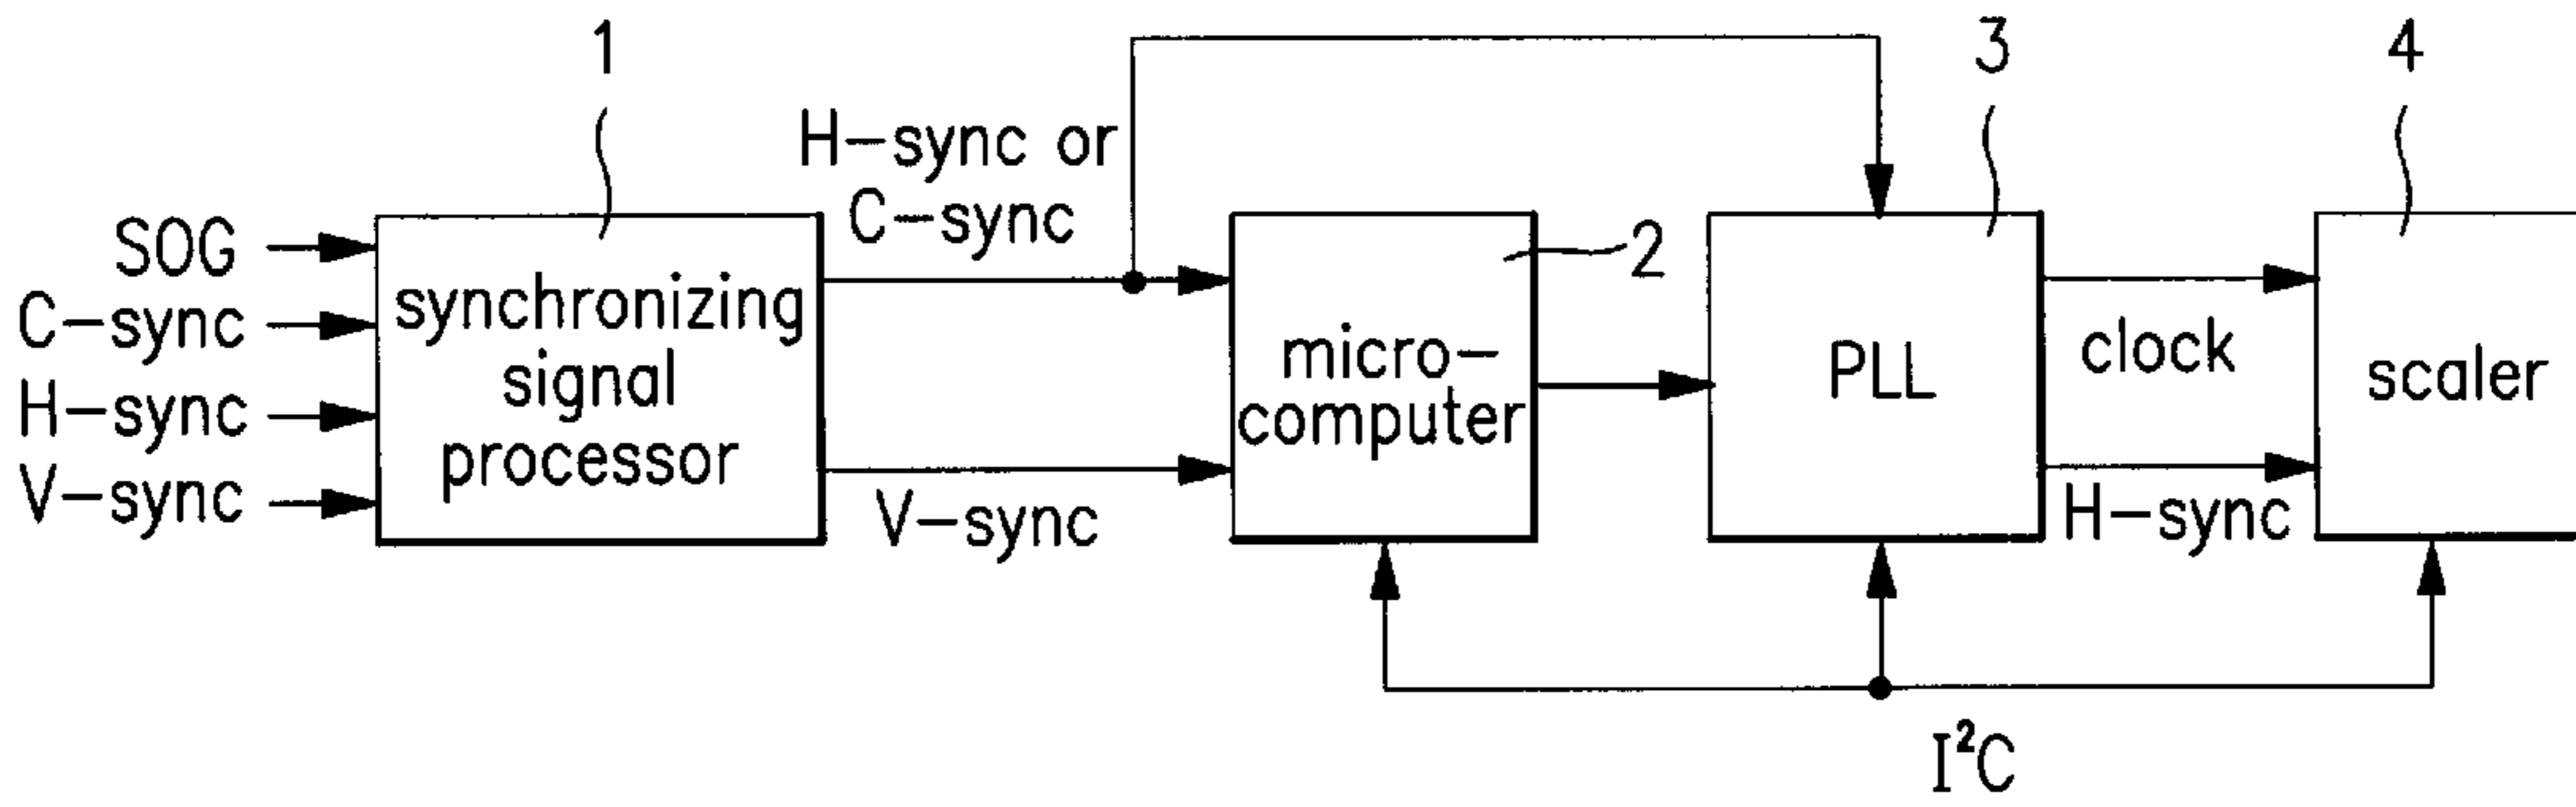 1
3
4
H-sync or
C-sync
2
SOG
C-sync
H-sync
V-sync
synchronizing
signal
processor
V-sync
micro-
computer
PLL
clock
H-sync
scaler
I²C